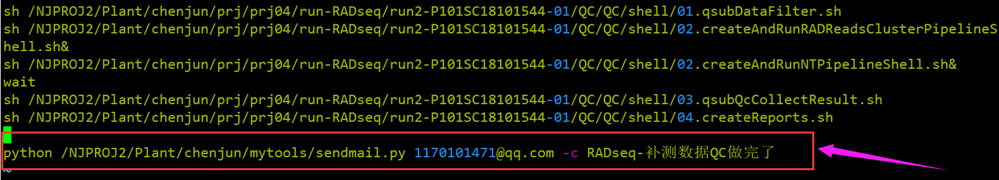 sh /NJPROJ2/Plant/chenjun/prj/prj04/run-RADseq/run2-P101SC18101544-01/QC/QC/shell/01.qsubDataFilter.sh
sh /NJPROJ2/Plant/chenjun/prj/prj04/run-RADseq/run2-P101SC18101544-01/QC/QC/shell/02.createAndRunRADReadsClusterPipelineS
hell.sh&
sh /NJPROJ2/Plant/chenjun/prj/prj04/run-RADseq/run2-P101SC18101544-01/QC/QC/shell/02.createAndRunNTPipelineShell.sh&
wait
sh /NJPROJ2/Plant/chenjun/prj/prj04/run-RADseq/run2-P101SC18101544-01/QC/QC/shell/03.qsubQcCollectResult.sh
sh /NJPROJ2/Plant/chenjun/prj/prj04/run-RADseq/run2-P101SC18101544-01/QC/QC/shell/04.createReports.sh
python /NJPROJ2/Plant/chenjun/mytools/sendmail.py 1170101471@qq.com -c RADseq-补测数据QC做完了
~